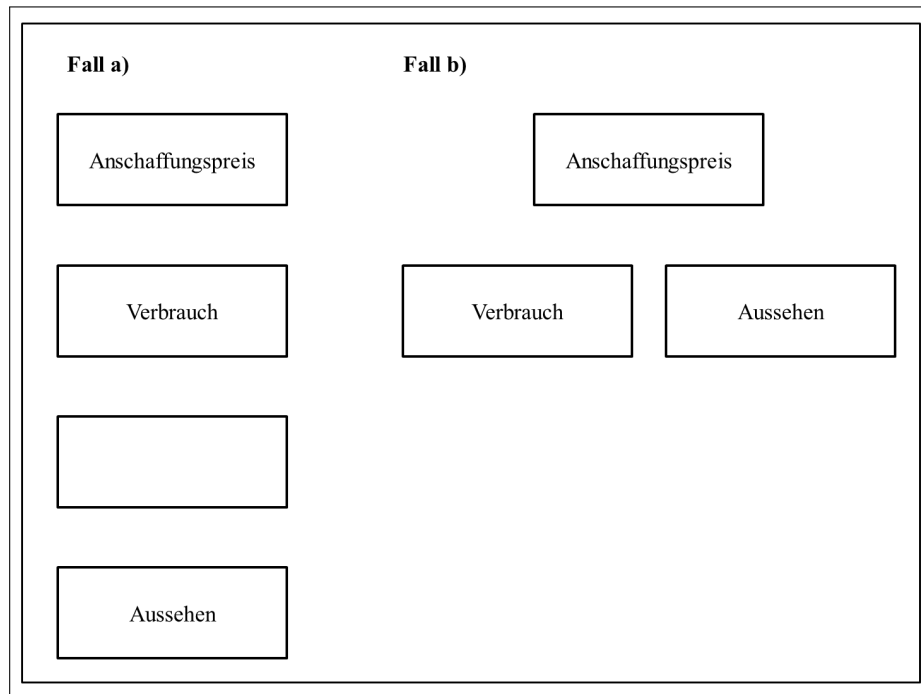 Fall a)
Fall b)
Anschaffungspreis
Anschaffungspreis
Verbrauch
Verbrauch
Aussehen
Aussehen